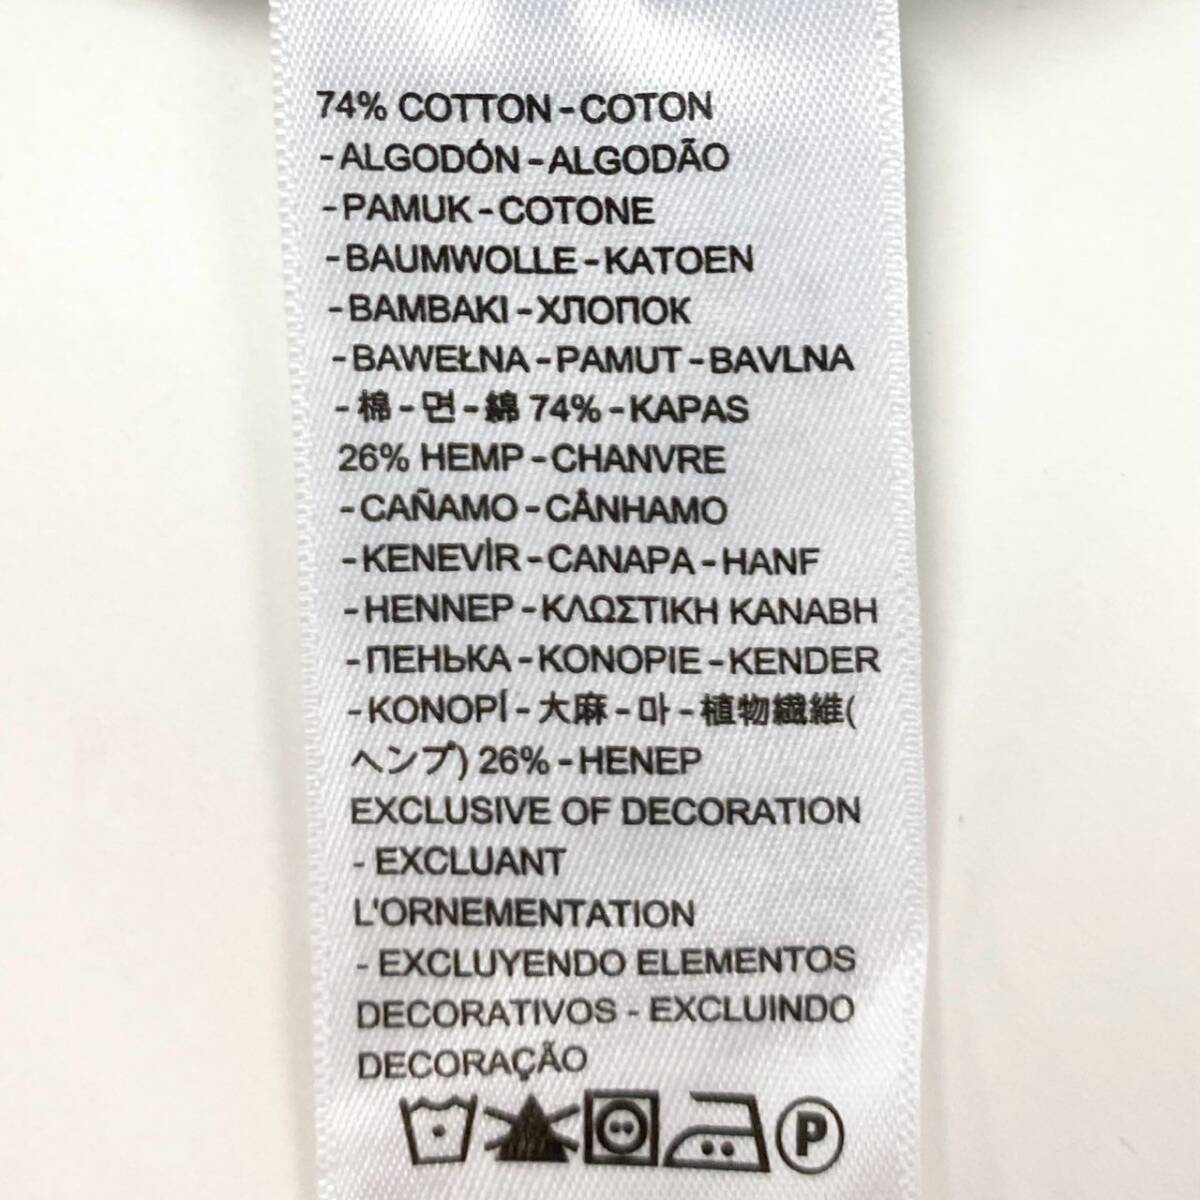 74% COTTON-COTON
-ALGODÓN-ALGODÃO
-PAMUK-COTONE
-BAUMWOLLE-KATOEN
-BAMBAKI-ХЛОПОК
-BAWEŁNA-PAMUT-BAVLNA
-棉-면-綿 74%-KAPAS
26% HEMP-CHANVRE
-CAÑAMO-CÂNHAMO
-KENEVİR-CANAPA-HANF
-HENNEP-ΚΛΩΣΤΙΚΗ ΚΑΝΑΒΗ
-ПЕНЬКА-KONOPIE-KENDER
-KONOPÍ-大麻-마-植物繊維(
ヘンプ) 26%-HENEP
EXCLUSIVE OF DECORATION
- EXCLUANT
L'ORNEMENTATION
- EXCLUYENDO ELEMENTOS
DECORATIVOS - EXCLUINDO
DECORAÇÃO
P